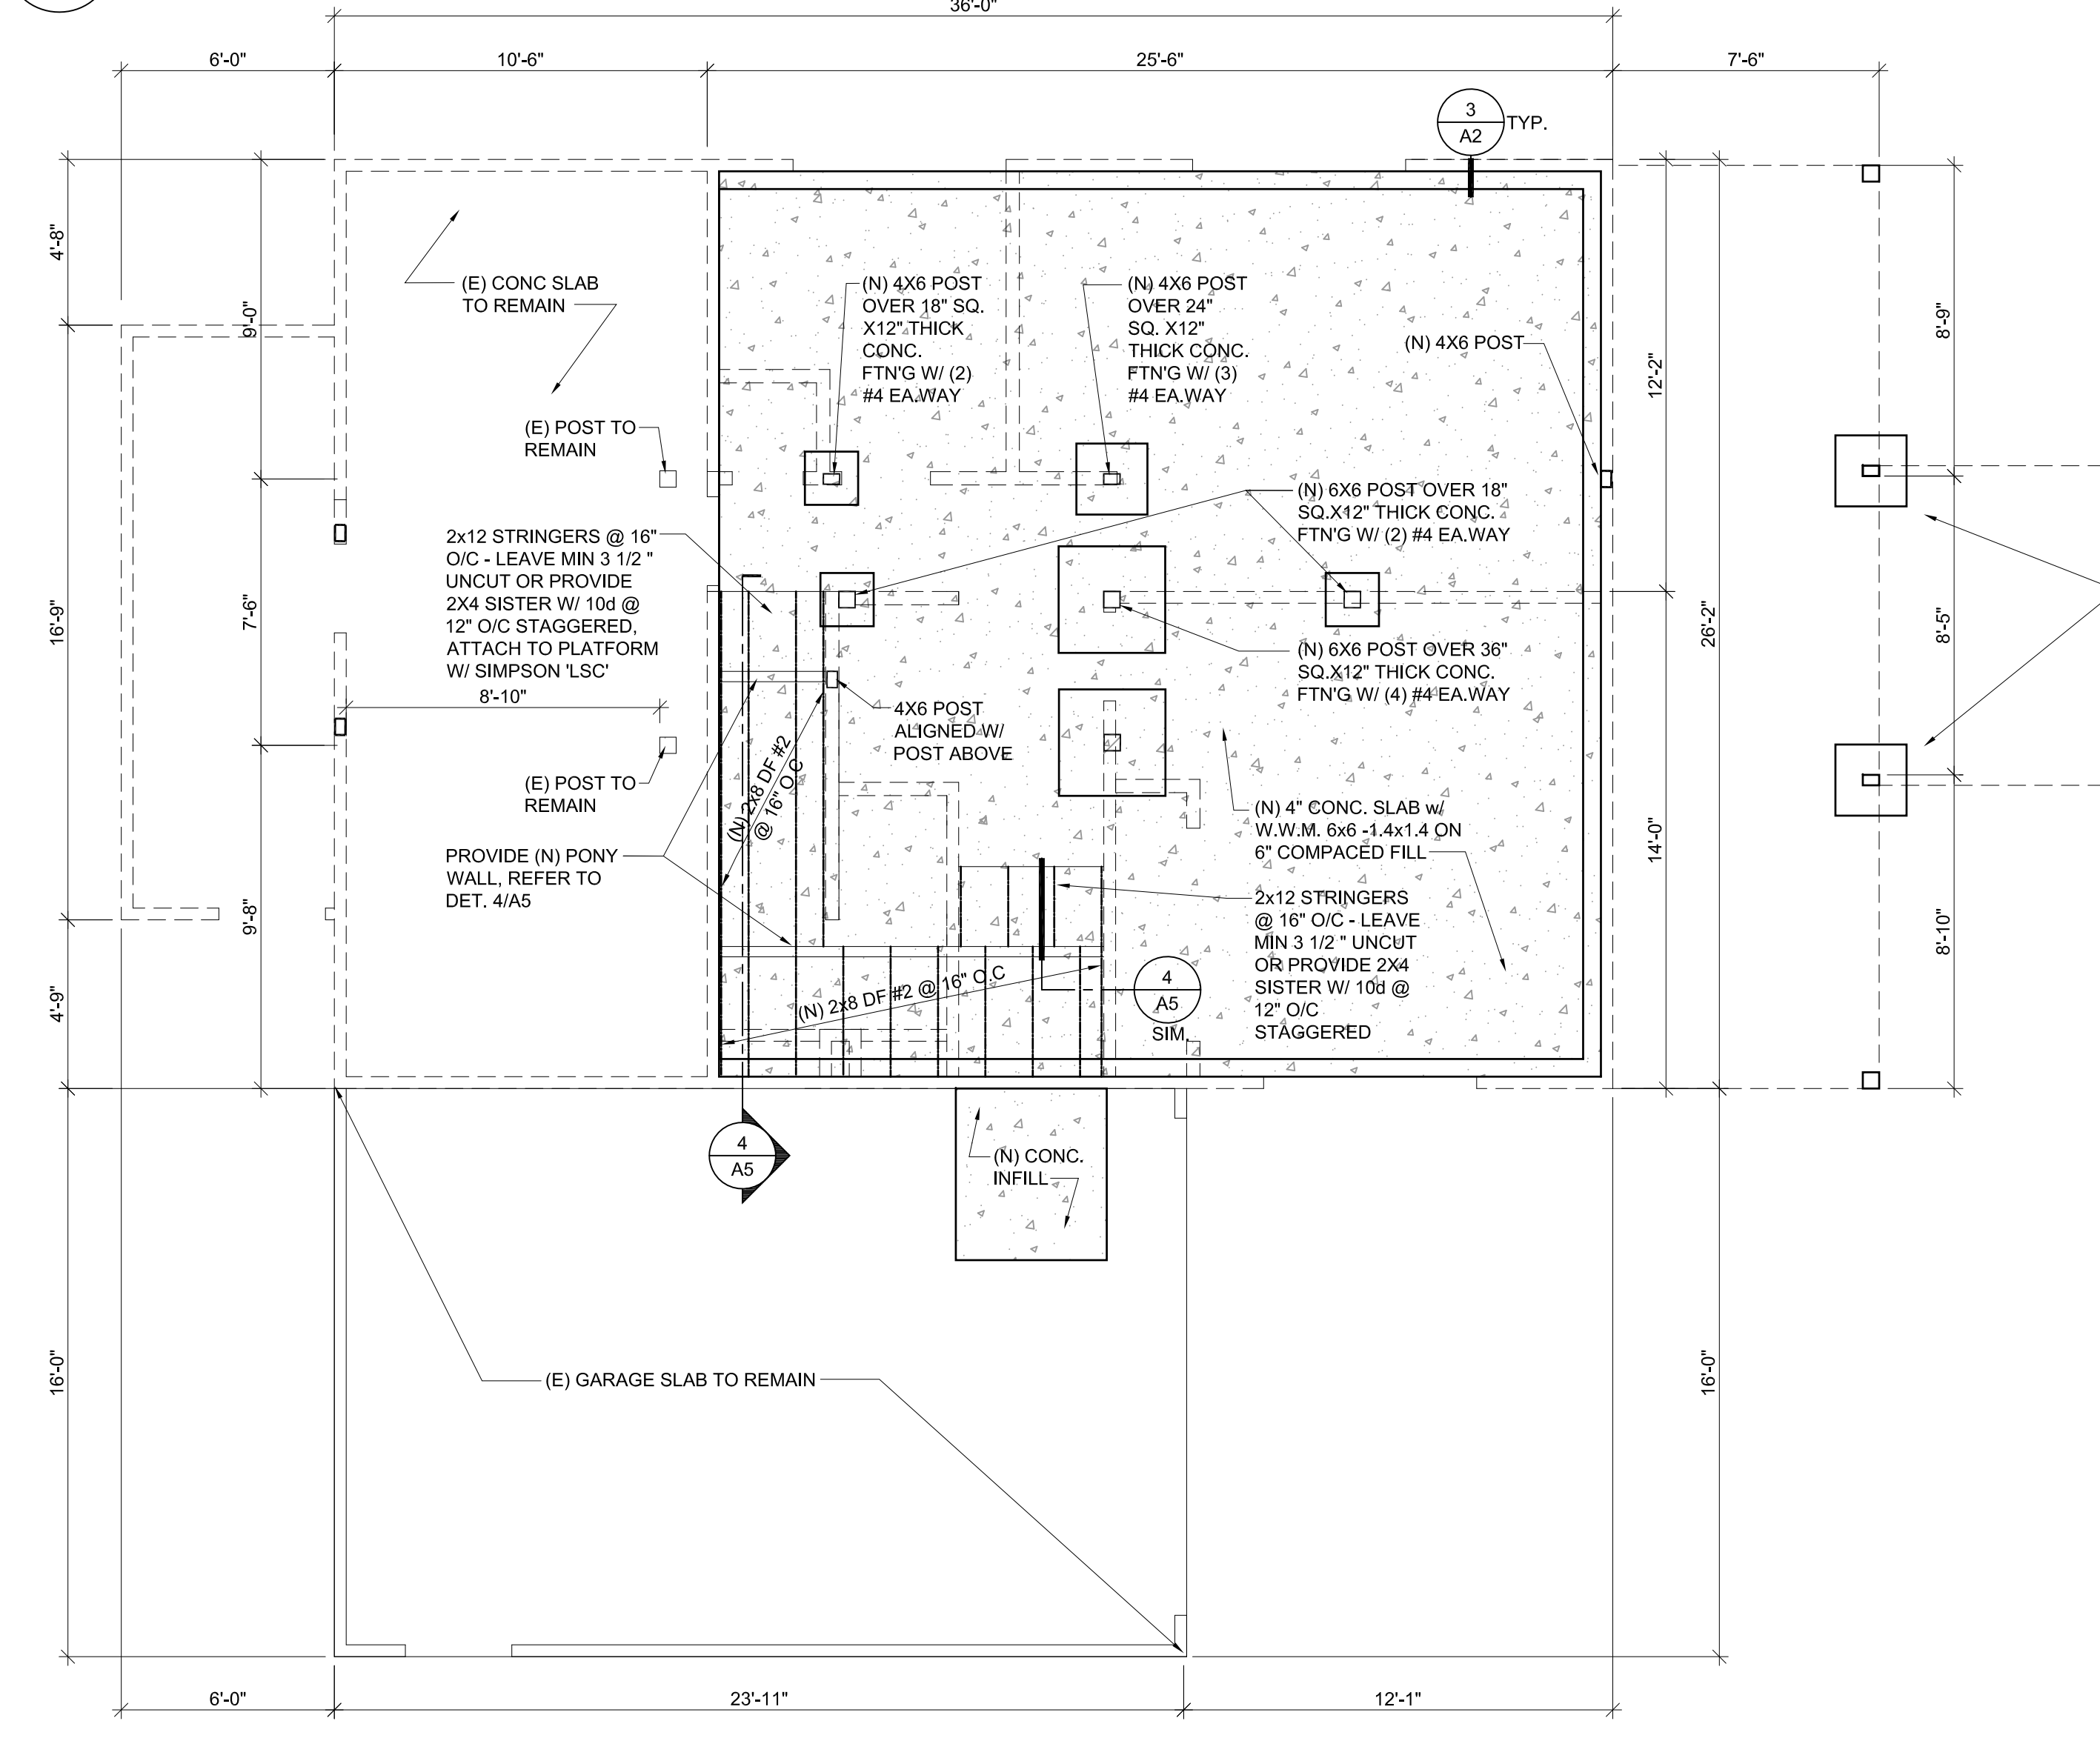 36'-0"
6'-0"
10'-6"
25'-6"
7'-6"
3
A2
TYP.
4'-8"
9'-0"
(E) CONC SLAB
TO REMAIN
(N) 4X6 POST
OVER 18" SQ.
X12" THICK
CONC.
FTN'G W/ (2)
#4 EA.WAY
(N) 4X6 POST
OVER 24"
SQ. X12"
THICK CONC.
FTN'G W/ (3)
#4 EA.WAY
(N) 4X6 POST
12'-2"
8'-9"
(E) POST TO
REMAIN
(N) 6X6 POST OVER 18"
SQ.X12" THICK CONC.
FTN'G W/ (2) #4 EA.WAY
2x12 STRINGERS @ 16"
O/C - LEAVE MIN 3 1/2 "
UNCUT OR PROVIDE
2X4 SISTER W/ 10d @
12" O/C STAGGERED,
ATTACH TO PLATFORM
W/ SIMPSON 'LSC'
16'-9"
7'-6"
26'-2"
8'-5"
(N) 6X6 POST OVER 36"
SQ.X12" THICK CONC.
FTN'G W/ (4) #4 EA.WAY
8'-10"
4X6 POST
ALIGNED W/
POST ABOVE
(N) 2x8 DF #2
@ 16" O.C
(E) POST TO
REMAIN
(N) 4" CONC. SLAB w/
W.W.M. 6x6 -1.4x1.4 ON
6" COMPACED FILL
14'-0"
PROVIDE (N) PONY
WALL, REFER TO
DET. 4/A5
9'-8"
2x12 STRINGERS
@ 16" O/C - LEAVE
MIN 3 1/2 " UNCUT
OR PROVIDE 2X4
SISTER W/ 10d @
12" O/C
STAGGERED
8'-10"
4'-9"
(N) 2x8 DF #2 @ 16" O.C
4
A5
SIM.
4
A5
(N) CONC.
INFILL
16'-0"
(E) GARAGE SLAB TO REMAIN
16'-0"
6'-0"
23'-11"
12'-1"